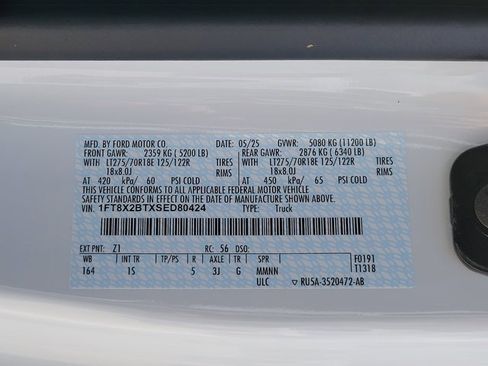 MFD. BY FORD MOTOR CO. DATE: 05/25 GVWR: 5080 KG (11200 LB)
FRONT GAWR: 2359 KG ( 5200 LB) REAR GAWR: 2876 KG ( 6340 LB)
WITH LT275/70R18E 125/122R TIRES WITH LT275/70R18E 125/122R TIRES
18x8.0J RIMS 18x8.0J RIMS
AT 420 kPa/ 60 PSI COLD AT 450 kPa/ 65 PSI COLD
THIS VEHICLE CONFORMS TO ALL APPLICABLE FEDERAL MOTOR VEHICLE
SAFETY STANDARDS IN EFFECT ON THE DATE OF MANUFACTURE SHOWN ABOVE.
VIN: 1FT8X2BTXSED80424 TYPE: Truck
EXT PNT: Z1 RC: 56 DSO:
WB INT TR TP/PS R AXLE TR SPR F0191
164 1S 5 3J G MMNN T1318
ULC RU5A-3520472-AB